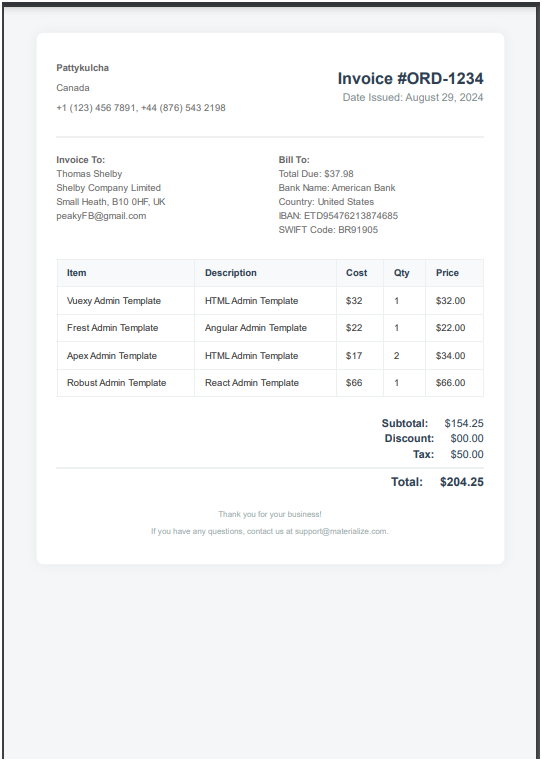 Pattykulcha
Canada
+1 (123) 456 7891, +44 (876) 543 2198
Invoice #ORD-1234
Date Issued: August 29, 2024
Invoice To:
Thomas Shelby
Shelby Company Limited
Small Heath, B10 0HF, UK
peakyFB@gmail.com
Bill To:
Total Due: $37.98
Bank Name: American Bank
Country: United States
IBAN: ETD95476213874685
SWIFT Code: BR91905
Item Description Cost Qty Price
Vuexy Admin Template HTML Admin Template $32 1 $32.00
Frest Admin Template Angular Admin Template $22 1 $22.00
Apex Admin Template HTML Admin Template $17 2 $34.00
Robust Admin Template React Admin Template $66 1 $66.00
Subtotal: $154.25
Discount: $00.00
Tax: $50.00
Total: $204.25
Thank you for your business!
If you have any questions, contact us at support@materialize.com.